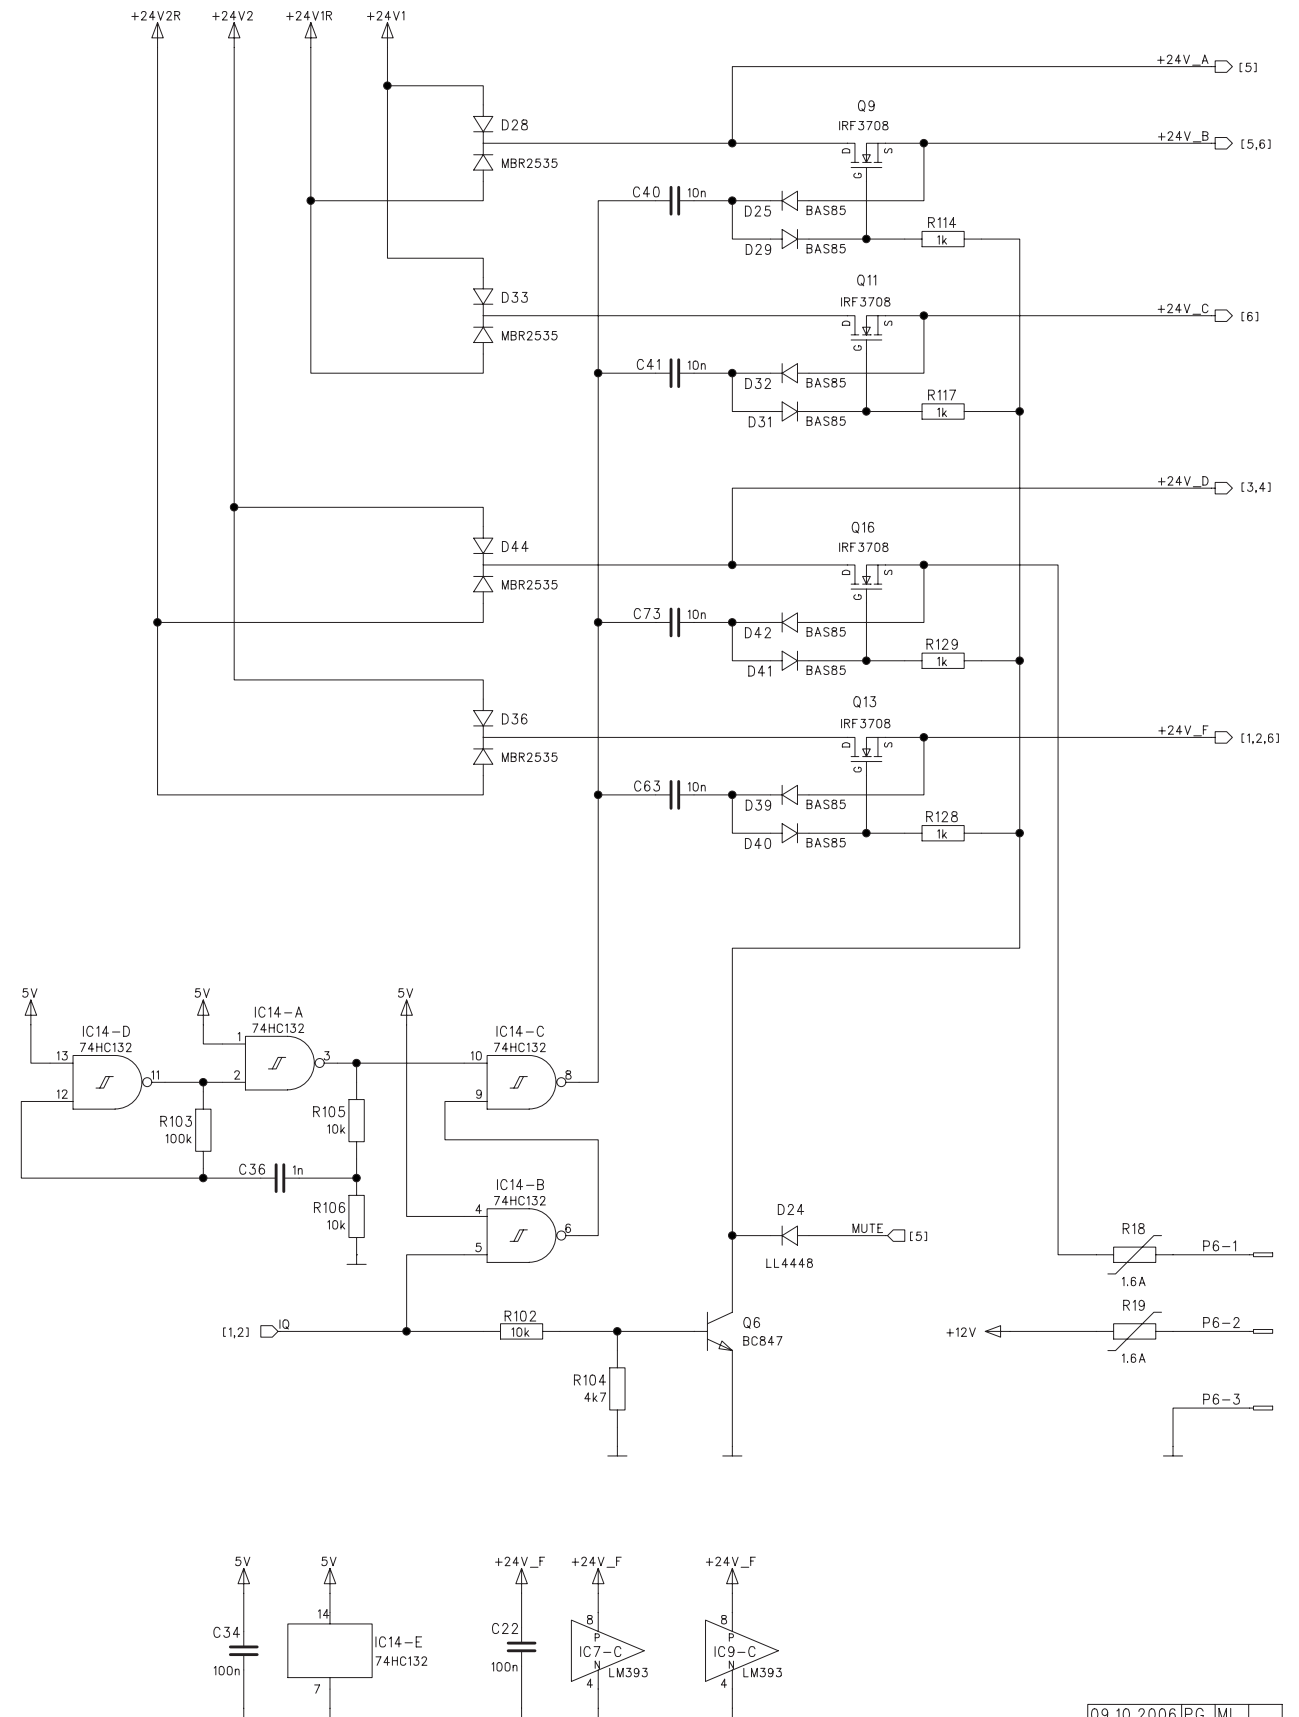 +24V2R +24V2 +24V1R +24V1
+24V_A [5]
Q9
IRF3708
D28
+24V_B [5,6]
D S
G
MBR2535
C40 10n
D25 BAS85
R114
1k
D29 BAS85
Q11
IRF3708
D33
+24V_C [6]
D S
G
MBR2535
C41 10n
D32 BAS85
R117
1k
D31 BAS85
+24V_D [3,4]
Q16
IRF3708
D44
D S
G
MBR2535
C73 10n
D42 BAS85
R129
1k
D41 BAS85
Q13
IRF3708
D36
+24V_F [1,2,6]
D S
G
MBR2535
C63 10n
D39 BAS85
R128
1k
D40 BAS85
5V 5V 5V
IC14-A
74HC132
IC14-D
74HC132
IC14-C
74HC132
1
13 3 10
11 2 8
12 9
R103
100k
R105
10k
C36 1n
IC14-B
74HC132
R106
10k
4
6
5
D24
MUTE [5]
LL4448
R18
P6-1
1.6A
[1,2] IQ
R102
10k
Q6
BC847
+12V
R19
P6-2
1.6A
R104
4k7
P6-3
5V 5V +24V_F +24V_F +24V_F
14
C34
100n
IC14-E
74HC132
7
C22
100n
8
P
IC7-C
N
LM393
4
8
P
IC9-C
N
LM393
4
09.10.2006 PG ML